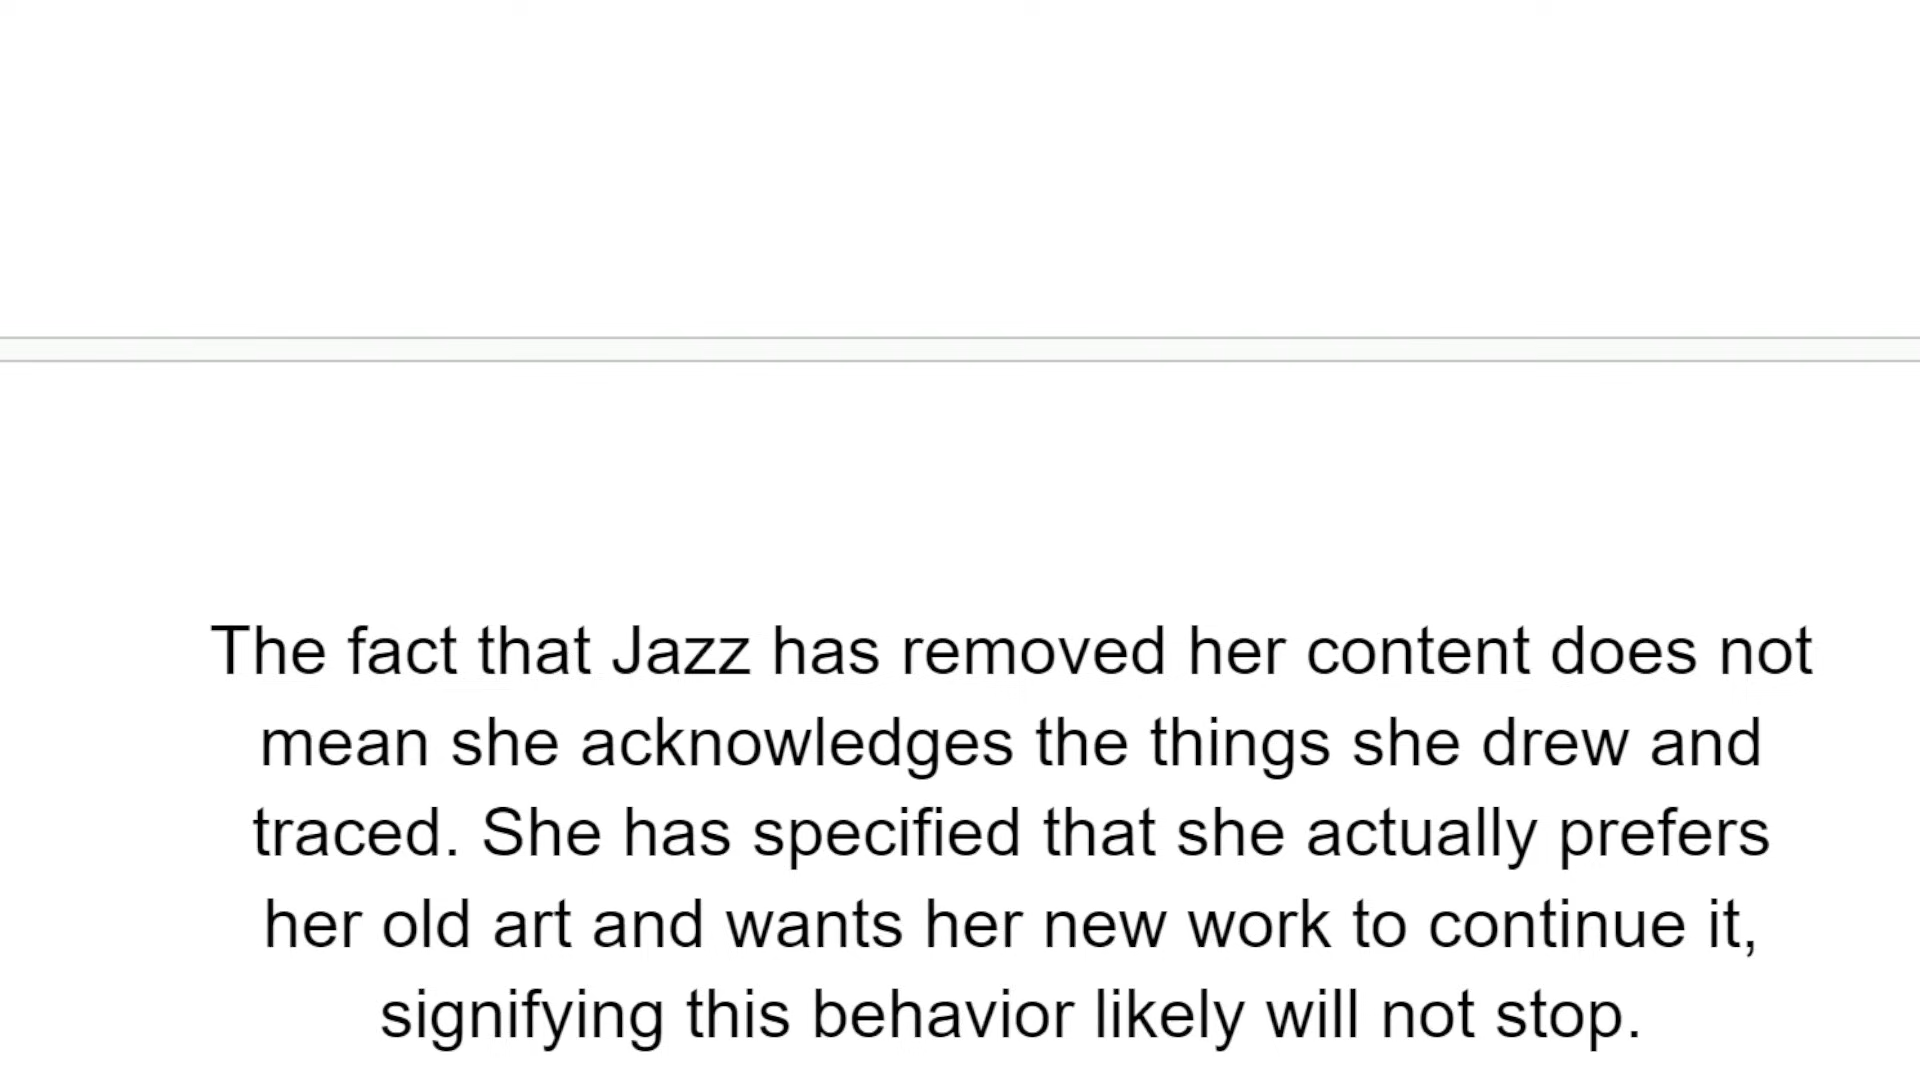 The fact that Jazz has removed her content does not
mean she acknowledges the things she drew and
traced. She has specified that she actually prefers
her old art and wants her new work to continue it,
signifying this behavior likely will not stop.